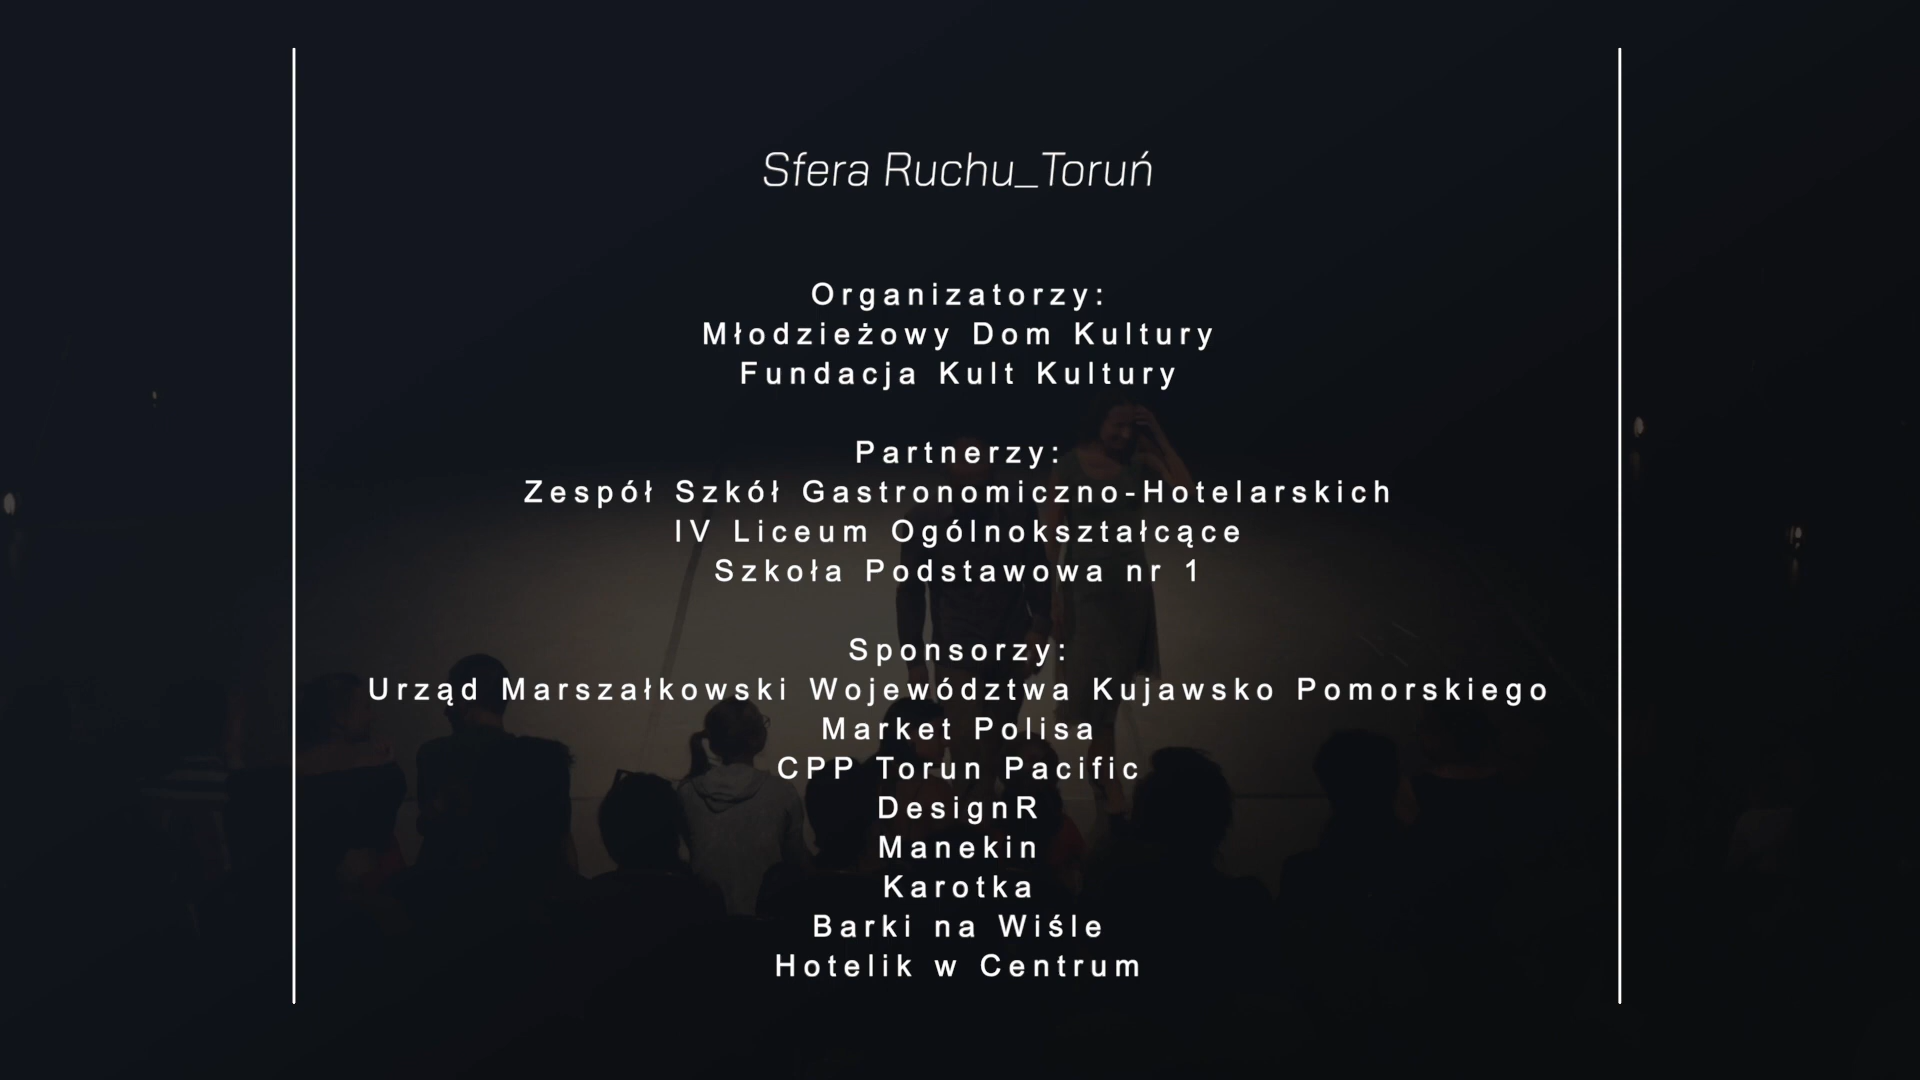 Sfera Ruchu_Toruń
Organizatorzy:
Młodzieżowy Dom Kultury
Fundacja Kult Kultury
Partnerzy:
Zespół Szkół Gastronomiczno-Hotelarskich
IV Liceum Ogólnokształcące
Szkoła Podstawowa nr 1
Sponsorzy:
Urząd Marszałkowski Województwa Kujawsko Pomorskiego
Market Polisa
CPP Torun Pacific
DesignR
Manekin
Karotka
Barki na Wiśle
Hotelik w Centrum